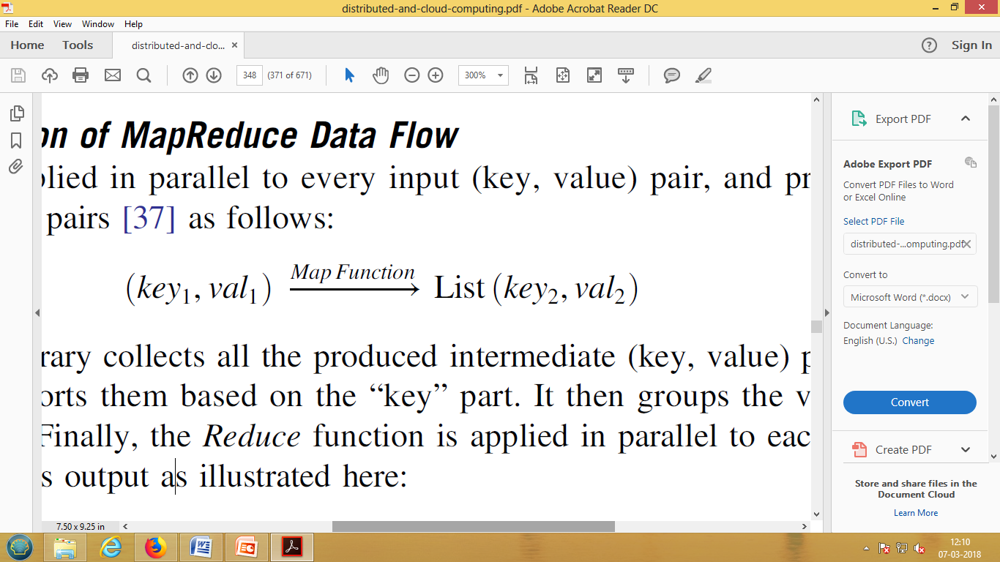 distributed-and-cloud-computing.pdf - Adobe Acrobat Reader DC
File Edit View Window Help
Home Tools distributed-and-clo... × Sign In
348 (371 of 671) 300%
on of MapReduce Data Flow
plied in parallel to every input (key, value) pair, and pr
pairs [37] as follows:
Map Function
(key₁, val₁) ⟶ List (key₂, val₂)
rary collects all the produced intermediate (key, value) p
orts them based on the “key” part. It then groups the v
Finally, the Reduce function is applied in parallel to eac
s output as illustrated here:
7.50 x 9.25 in
Export PDF
Adobe Export PDF
Convert PDF Files to Word
or Excel Online
Select PDF File
distributed-...omputing.pdf
Convert to
Microsoft Word (*.docx)
Document Language:
English (U.S.) Change
Convert
Create PDF
Store and share files in the
Document Cloud
Learn More
12:10
07-03-2018